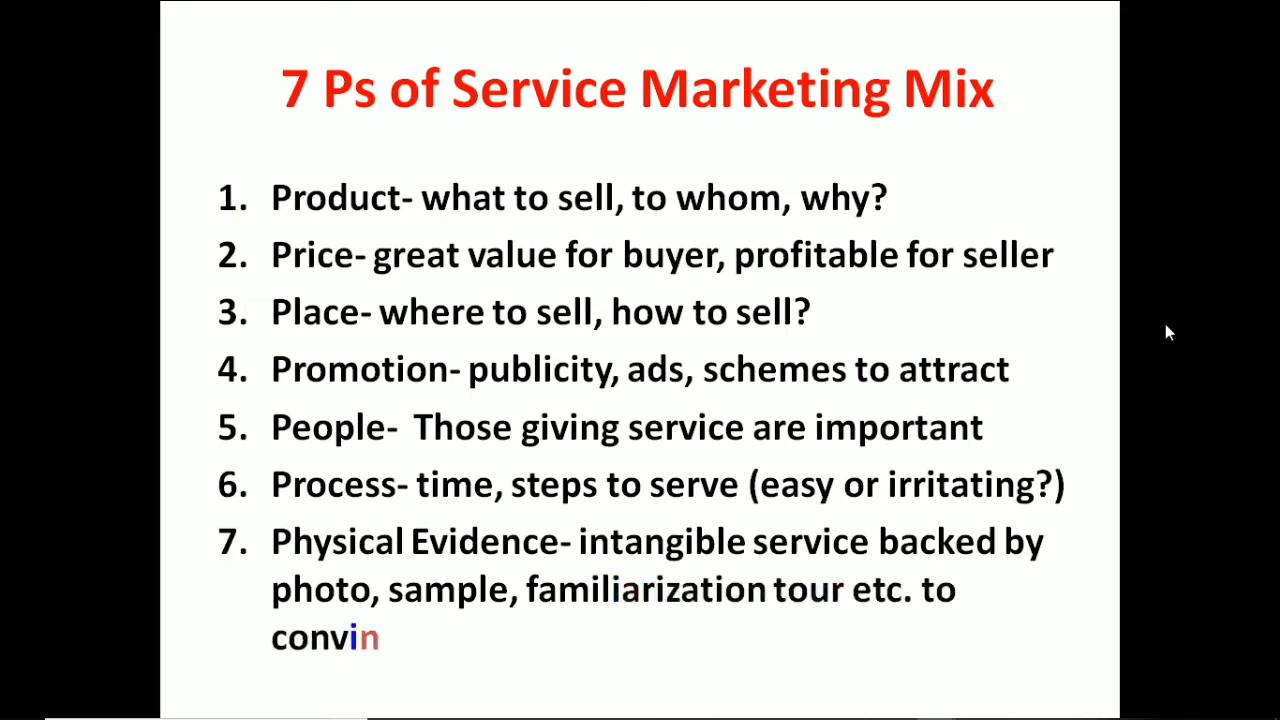 7 Ps of Service Marketing Mix
1. Product- what to sell, to whom, why?
2. Price- great value for buyer, profitable for seller
3. Place- where to sell, how to sell?
4. Promotion- publicity, ads, schemes to attract
5. People-  Those giving service are important
6. Process- time, steps to serve (easy or irritating?)
7. Physical Evidence- intangible service backed by
photo, sample, familiarization tour etc. to
convin